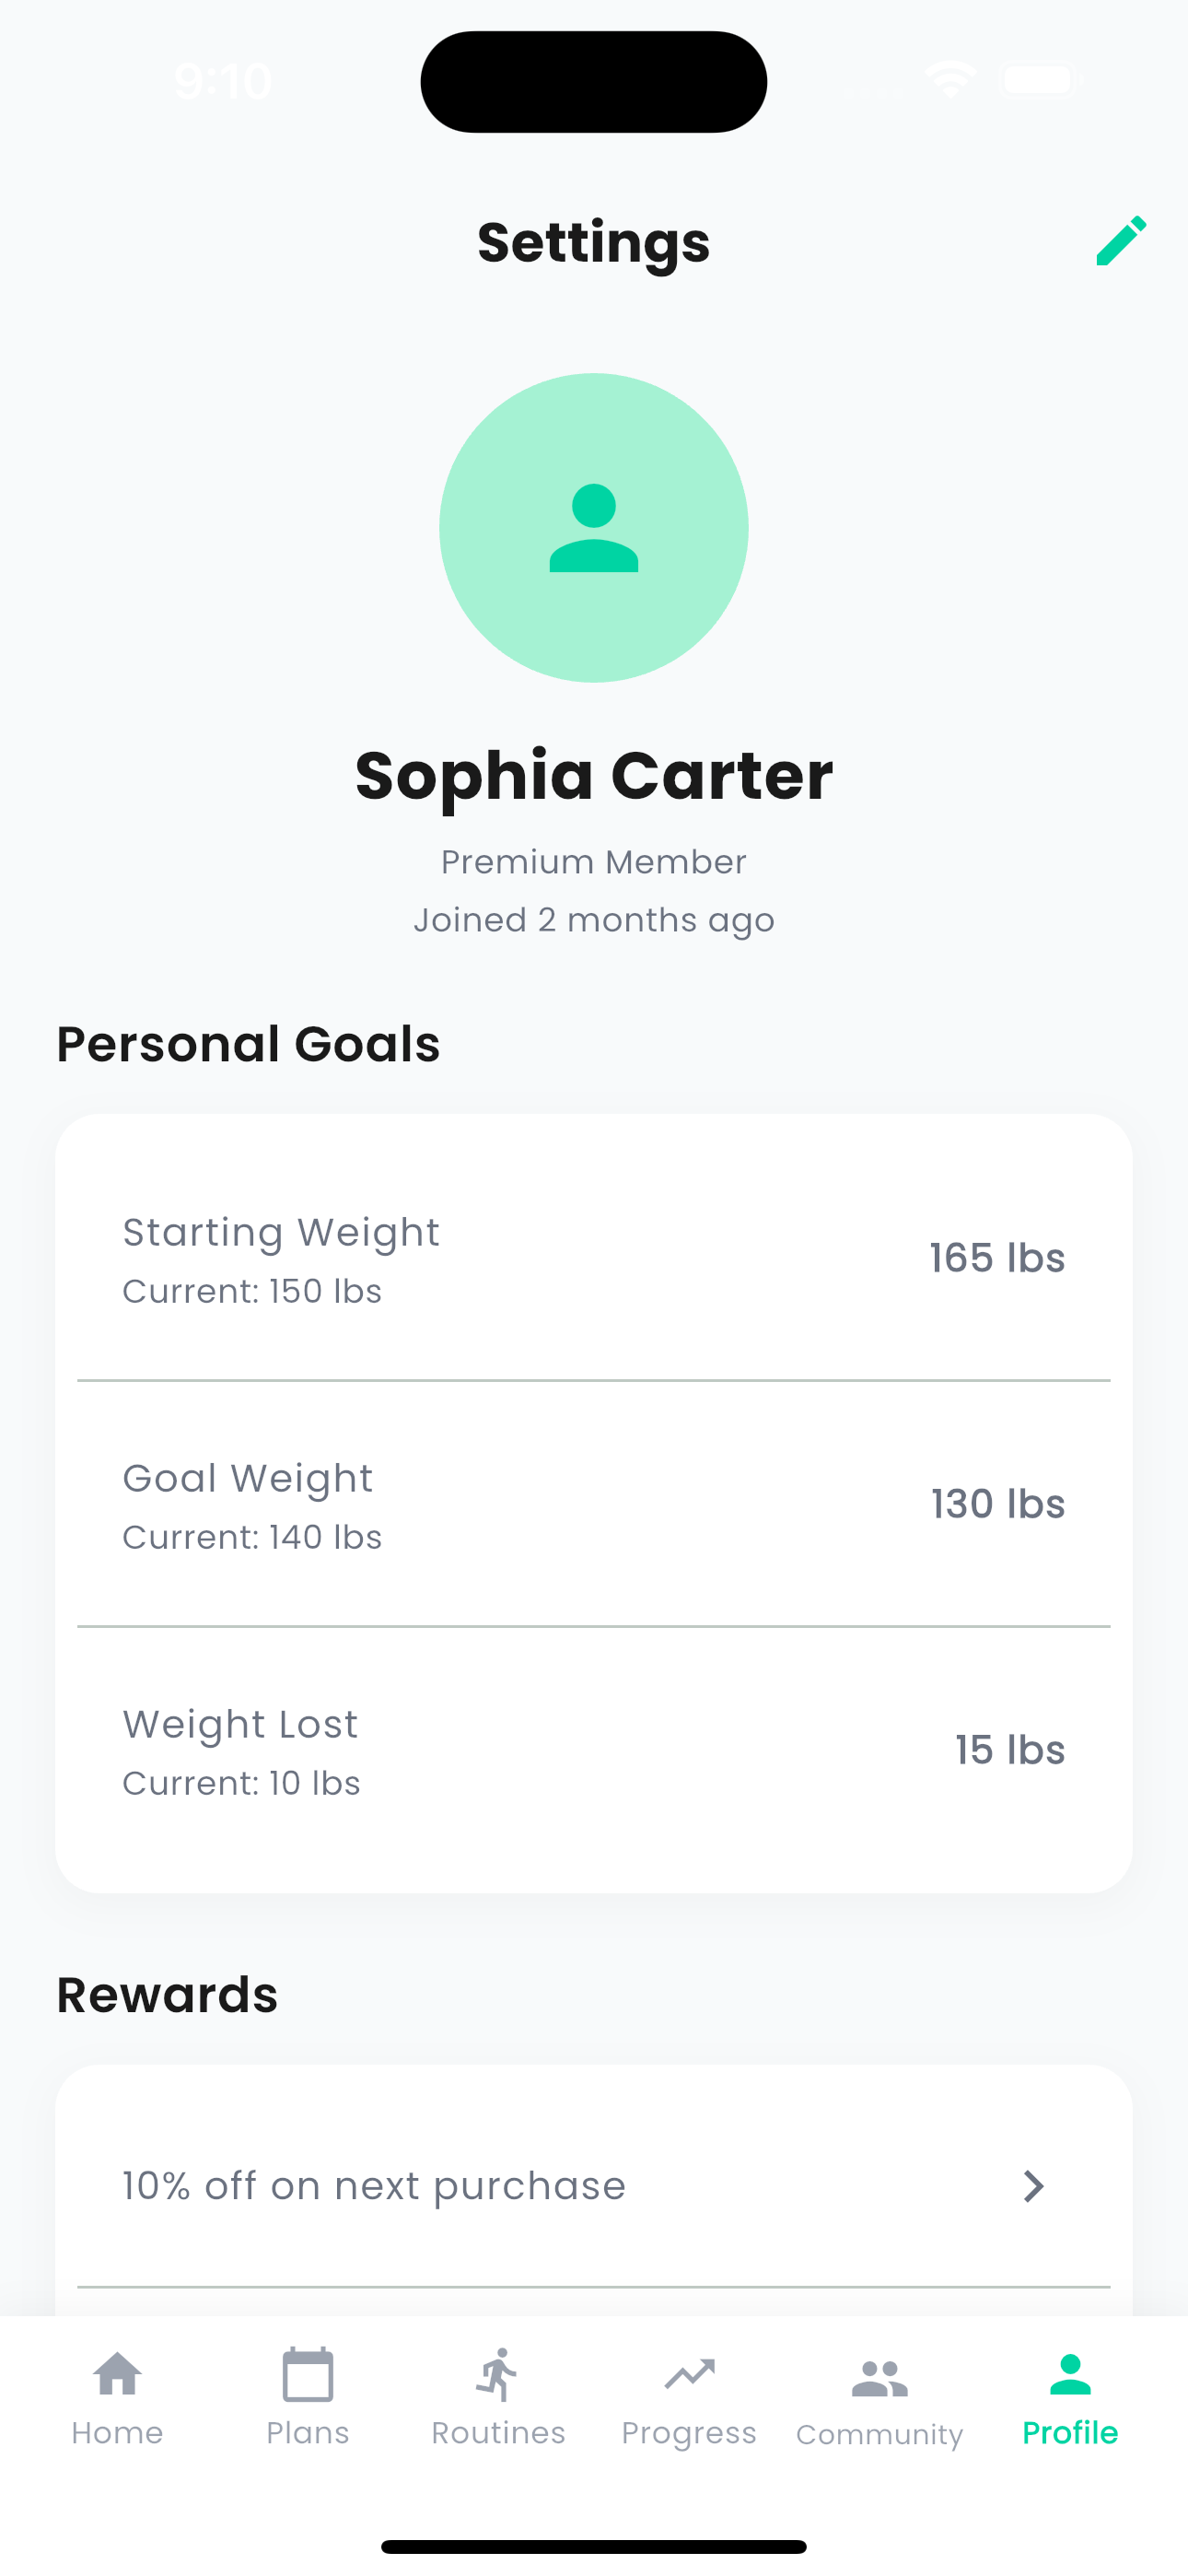 9:10
Settings
Sophia Carter
Premium Member
Joined 2 months ago
Personal Goals
Starting Weight
Current: 150 lbs
165 lbs
Goal Weight
Current: 140 lbs
130 lbs
Weight Lost
Current: 10 lbs
15 lbs
Rewards
10% off on next purchase
Home
Plans
Routines
Progress
Community
Profile